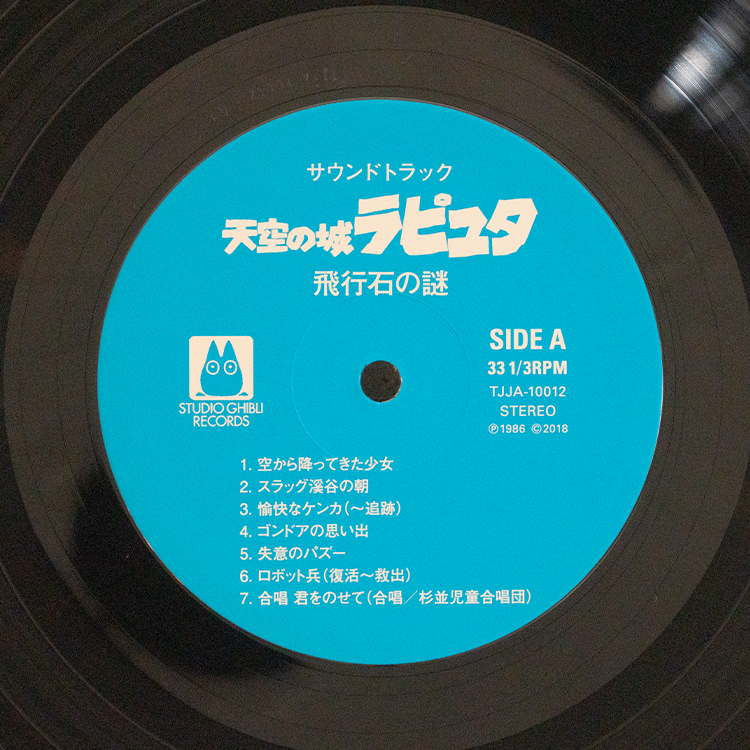 サウンドトラック
天空の城ラピュタ
飛行石の謎
SIDE A
33 1/3RPM
TJJA-10012
STEREO
Ⓟ1986 Ⓒ2018
STUDIO GHIBLI
RECORDS
1. 空から降ってきた少女
2. スラッグ溪谷の朝
3. 愉快なケンカ(〜追跡)
4. ゴンドアの思い出
5. 失意のパズー
6. ロボット兵(復活〜救出)
7. 合唱 君をのせて(合唱/杉並児童合唱団)